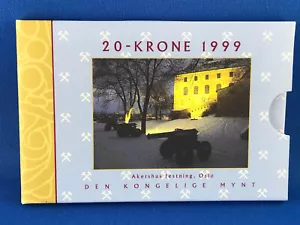 20-KRONE 1999
Akershus festning, Oslo
DEN KONGELIGE MYNT